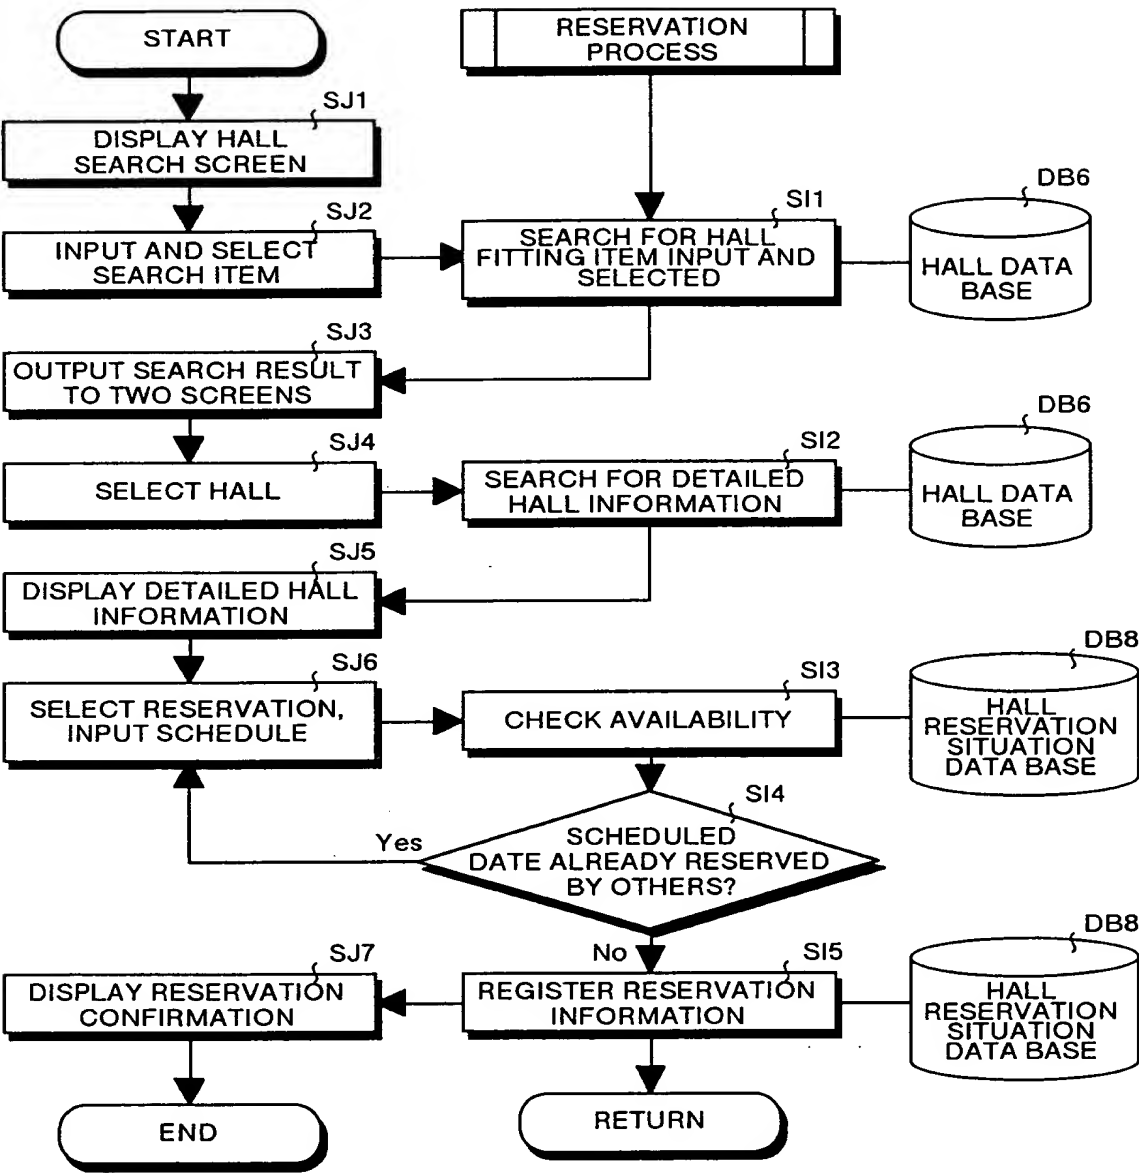 START
RESERVATION
PROCESS
SJ1
DISPLAY HALL
SEARCH SCREEN
SJ2
INPUT AND SELECT
SEARCH ITEM
SI1
SEARCH FOR HALL
FITTING ITEM INPUT AND
SELECTED
DB6
HALL DATA
BASE
SJ3
OUTPUT SEARCH RESULT
TO TWO SCREENS
SJ4
SELECT HALL
SI2
SEARCH FOR DETAILED
HALL INFORMATION
DB6
HALL DATA
BASE
SJ5
DISPLAY DETAILED HALL
INFORMATION
SJ6
SELECT RESERVATION,
INPUT SCHEDULE
SI3
CHECK AVAILABILITY
DB8
HALL
RESERVATION
SITUATION
DATA BASE
SI4
SCHEDULED
DATE ALREADY RESERVED
BY OTHERS?
Yes
No
SJ7
DISPLAY RESERVATION
CONFIRMATION
SI5
REGISTER RESERVATION
INFORMATION
DB8
HALL
RESERVATION
SITUATION
DATA BASE
END
RETURN